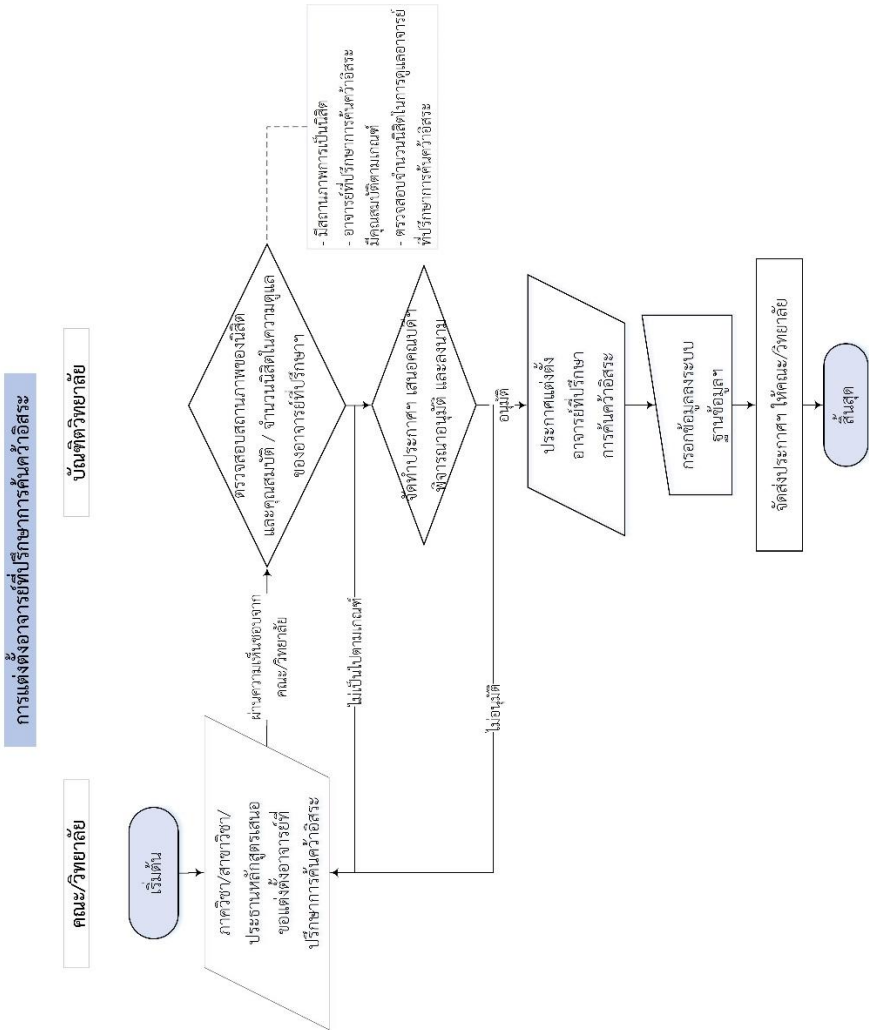 การแต่งตั้งอาจารย์ที่ปรึกษาการค้นคว้าอิสระ
คณะ/วิทยาลัย
บัณฑิตวิทยาลัย
เริ่มต้น
ภาควิชา/สาขาวิชา/
ประธานหลักสูตรเสนอ
ขอแต่งตั้งอาจารย์ที่
ปรึกษาการค้นคว้าอิสระ
ผ่านความเห็นชอบจาก
คณะ/วิทยาลัย
ตรวจสอบสถานภาพของนิสิต
และคุณสมบัติ / จำนวนนิสิตในความดูแล
ของอาจารย์ที่ปรึกษาฯ
- มีสถานภาพการเป็นนิสิต
- อาจารย์ที่ปรึกษาการค้นคว้าอิสระ
มีคุณสมบัติตามเกณฑ์
- ตรวจสอบจำนวนนิสิตในการดูแลอาจารย์
ที่ปรึกษาการค้นคว้าอิสระ
ไม่เป็นไปตามเกณฑ์
จัดทำประกาศฯ เสนอคณบดีฯ
พิจารณาอนุมัติ และลงนาม
ไม่อนุมัติ
อนุมัติ
ประกาศแต่งตั้ง
อาจารย์ที่ปรึกษา
การค้นคว้าอิสระ
กรอกข้อมูลลงระบบ
ฐานข้อมูลฯ
จัดส่งประกาศฯ ให้คณะ/วิทยาลัย
สิ้นสุด